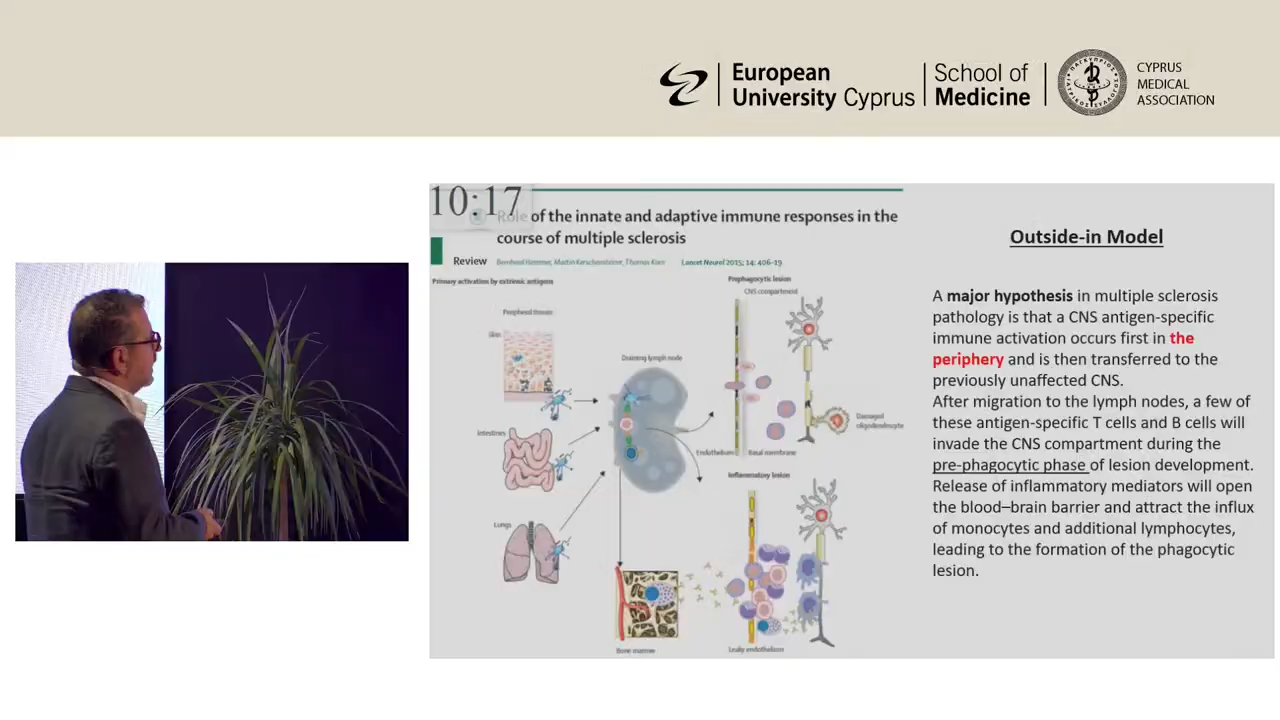 European
University Cyprus
School of
Medicine
CYPRUS
MEDICAL
ASSOCIATION
10:17
Role of the innate and adaptive immune responses in the
course of multiple sclerosis
Review
Bernhard Hemmer, Martin Kerschensteiner, Thomas Korn
Lancet Neurol 2015; 14: 406–19
Primary activation by extrinsic antigens
Prephagocytic lesion
CNS compartment
Peripheral tissues
Skin
Draining lymph node
Intestines
Damaged
oligodendrocyte
Endothelium
Basal membrane
Inflammatory lesion
Lungs
Bone marrow
Leaky endothelium
Outside-in Model
A major hypothesis in multiple sclerosis
pathology is that a CNS antigen-specific
immune activation occurs first in the
periphery and is then transferred to the
previously unaffected CNS.
After migration to the lymph nodes, a few of
these antigen-specific T cells and B cells will
invade the CNS compartment during the
pre-phagocytic phase of lesion development.
Release of inflammatory mediators will open
the blood–brain barrier and attract the influx
of monocytes and additional lymphocytes,
leading to the formation of the phagocytic
lesion.